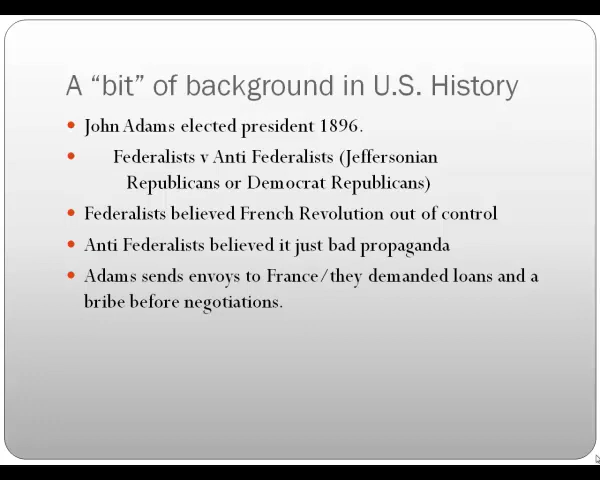 A “bit” of background in U.S. History
• John Adams elected president 1896.
• Federalists v Anti Federalists (Jeffersonian
Republicans or Democrat Republicans)
• Federalists believed French Revolution out of control
• Anti Federalists believed it just bad propaganda
• Adams sends envoys to France/they demanded loans and a
bribe before negotiations.